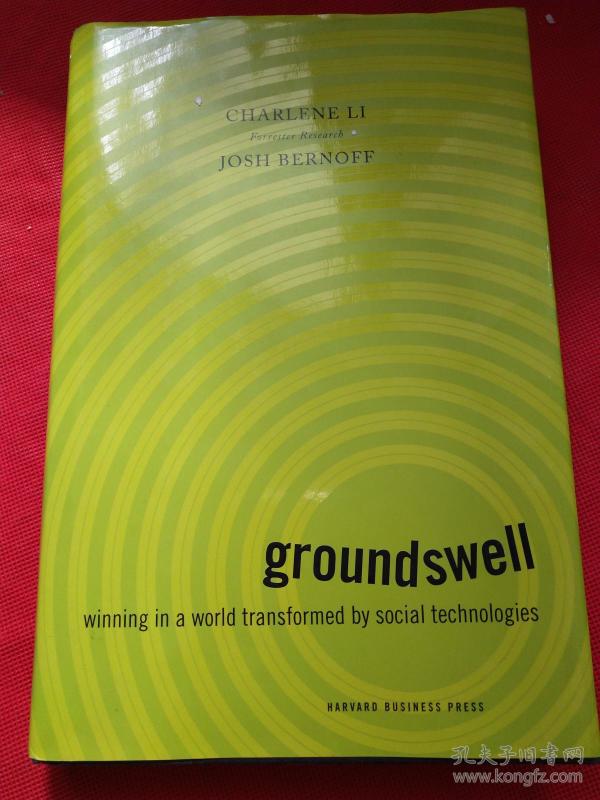 CHARLENE LI
Forrester Research
JOSH BERNOFF
groundswell
winning in a world transformed by social technologies
HARVARD BUSINESS PRESS
孔夫子旧书网
www.kongfz.com